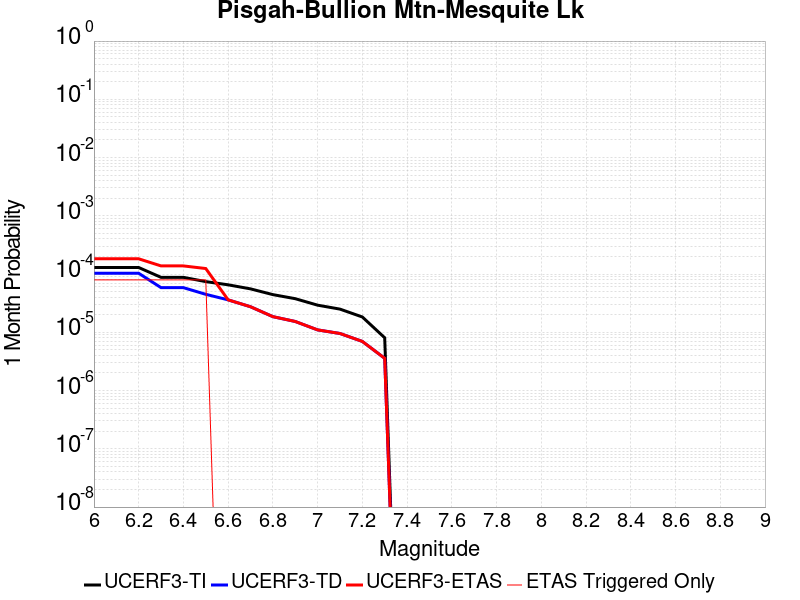 Pisgah-Bullion Mtn-Mesquite Lk
10^0
10^-1
10^-2
10^-3
10^-4
10^-5
10^-6
10^-7
10^-8
1 Month Probability
6 6.2 6.4 6.6 6.8 7 7.2 7.4 7.6 7.8 8 8.2 8.4 8.6 8.8 9
Magnitude
UCERF3-TI UCERF3-TD UCERF3-ETAS ETAS Triggered Only